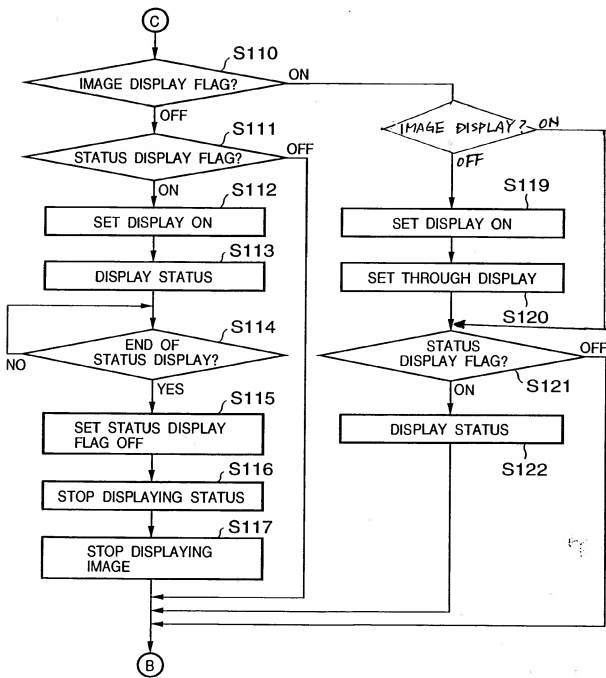 C
S110
IMAGE DISPLAY FLAG?
ON
OFF
S111
STATUS DISPLAY FLAG?
OFF
ON
S112
SET DISPLAY ON
S113
DISPLAY STATUS
S114
END OF
STATUS DISPLAY?
NO
YES
S115
SET STATUS DISPLAY
FLAG OFF
S116
STOP DISPLAYING STATUS
S117
STOP DISPLAYING
IMAGE
B
IMAGE DISPLAY?
ON
OFF
S119
SET DISPLAY ON
SET THROUGH DISPLAY
S120
STATUS
DISPLAY FLAG?
OFF
S121
ON
DISPLAY STATUS
S122